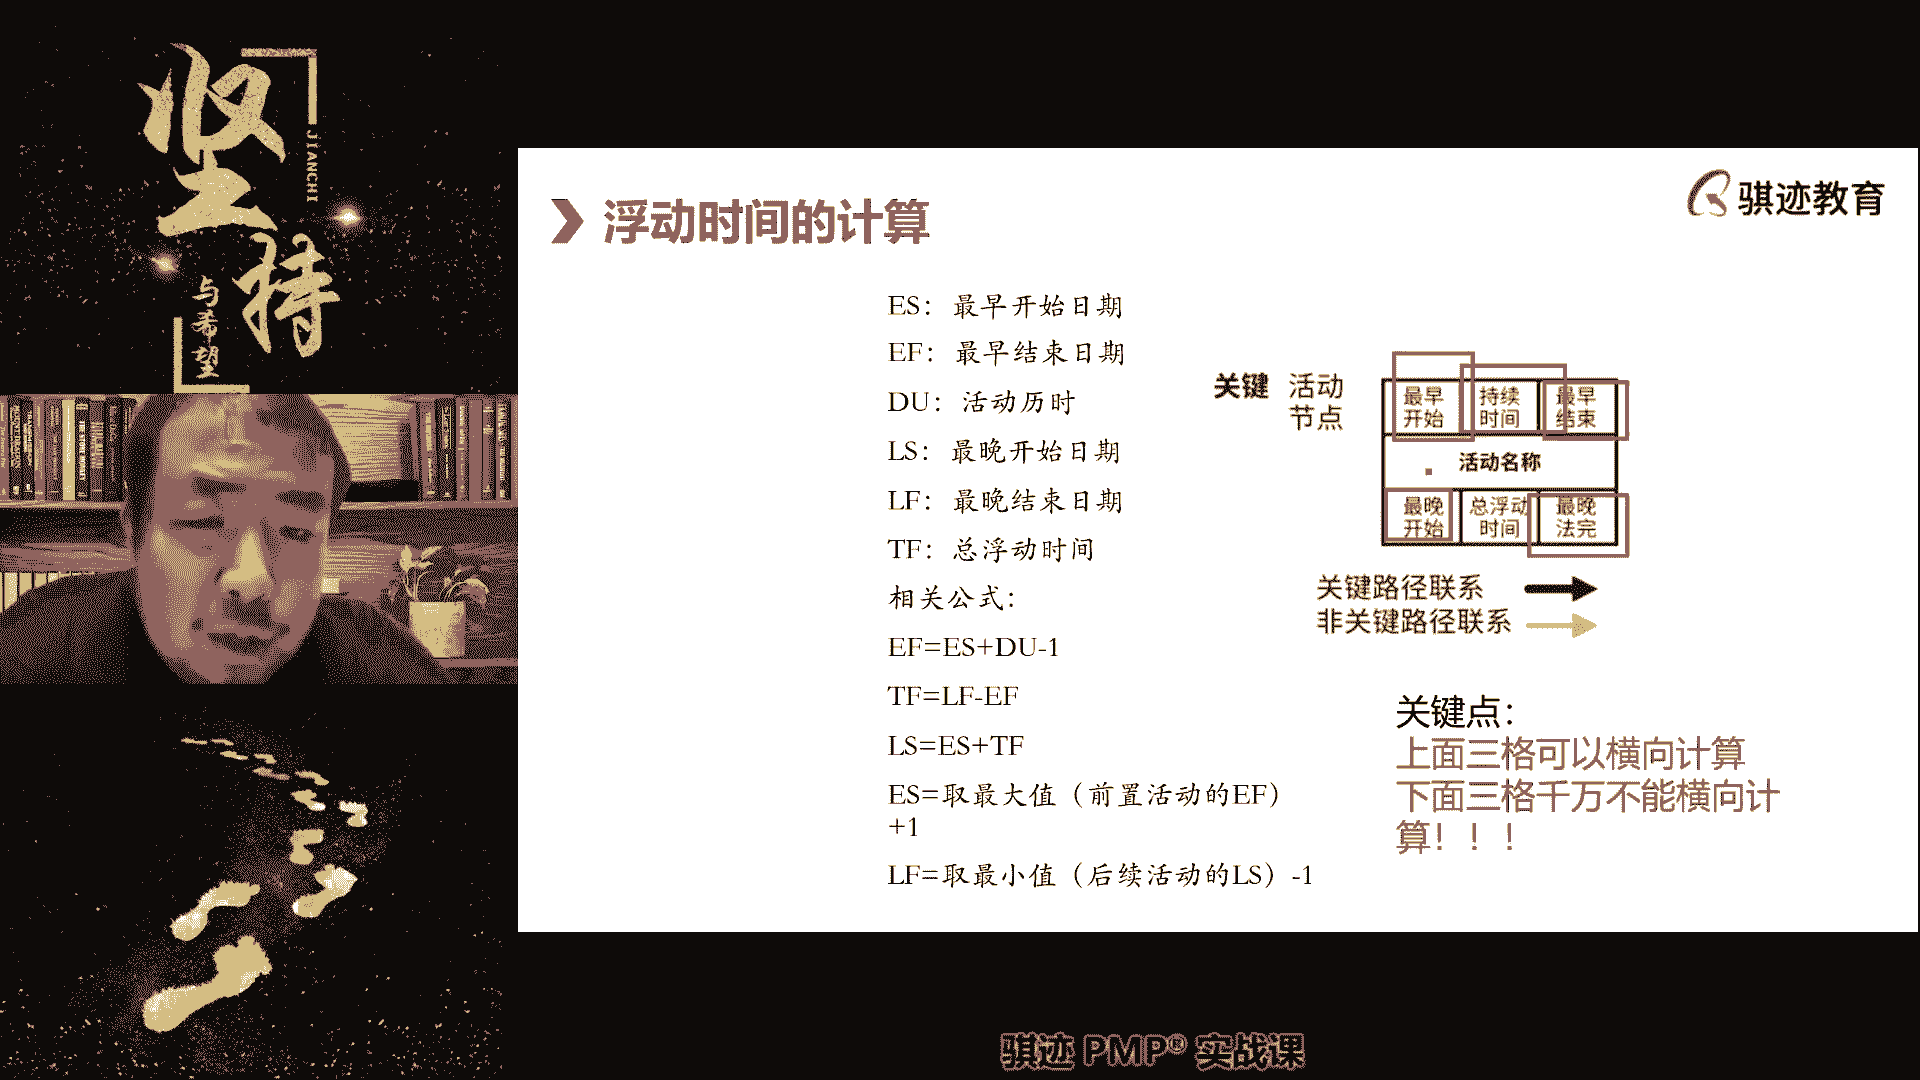 坚持
JIANCHI
与希望
骐迹教育
浮动时间的计算
ES：最早开始日期
EF：最早结束日期
DU：活动历时
LS：最晚开始日期
LF：最晚结束日期
TF：总浮动时间
相关公式：
EF=ES+DU-1
TF=LF-EF
LS=ES+TF
ES=取最大值（前置活动的EF）
+1
LF=取最小值（后续活动的LS）-1
关键 活动
节点
最早
开始
持续
时间
最早
结束
活动名称
最晚
开始
总浮动
时间
最晚
法完
关键路径联系
非关键路径联系
关键点：
上面三格可以横向计算
下面三格千万不能横向计
算！！！
骐迹 PMP® 实战课